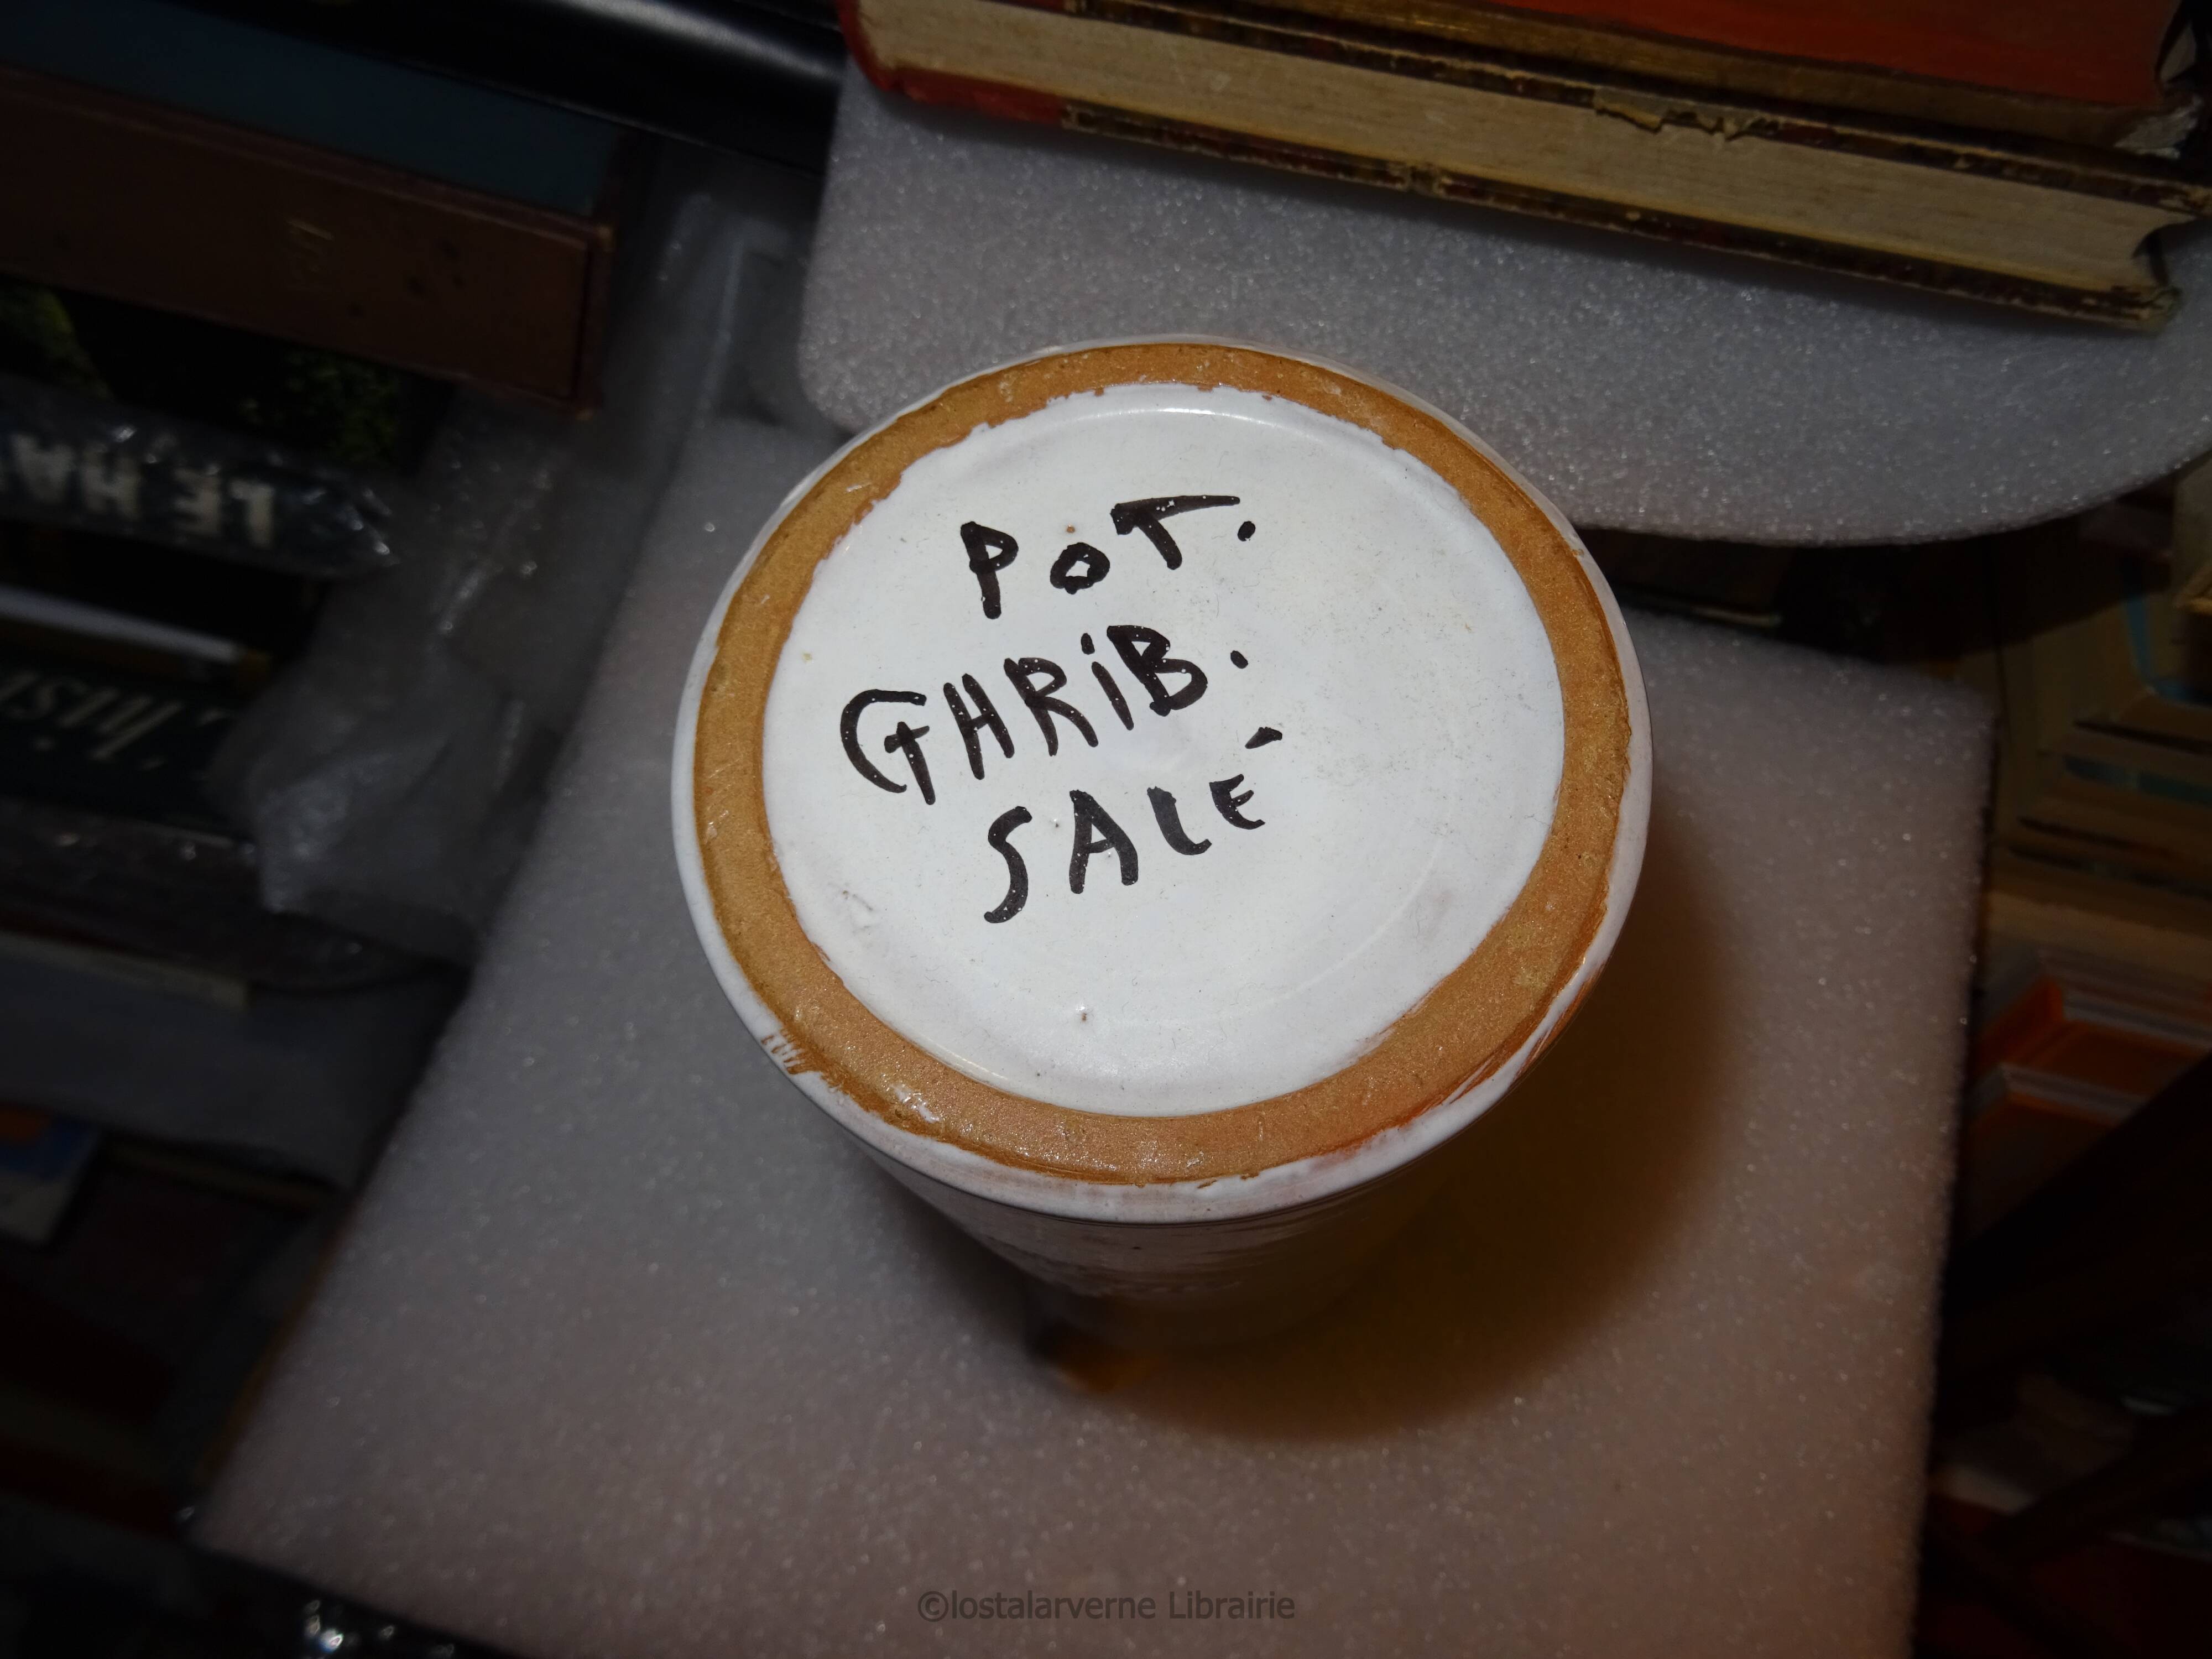 POT.
GHRiB.
SALÉ
LE HA
©lostalarverne Librairie